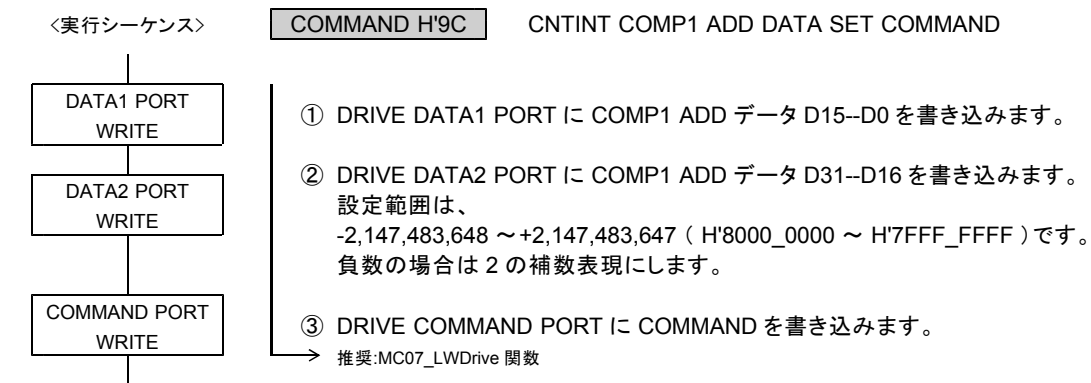 <実行シーケンス>
COMMAND H'9C
CNTINT COMP1 ADD DATA SET COMMAND
DATA1 PORT
WRITE
① DRIVE DATA1 PORT に COMP1 ADD データ D15--D0 を書き込みます。
DATA2 PORT
WRITE
② DRIVE DATA2 PORT に COMP1 ADD データ D31--D16 を書き込みます。
設定範囲は、
-2,147,483,648 ～+2,147,483,647 ( H'8000_0000 ～ H'7FFF_FFFF ) です。
負数の場合は 2 の補数表現にします。
COMMAND PORT
WRITE
③ DRIVE COMMAND PORT に COMMAND を書き込みます。
推奨:MC07_LWDrive 関数